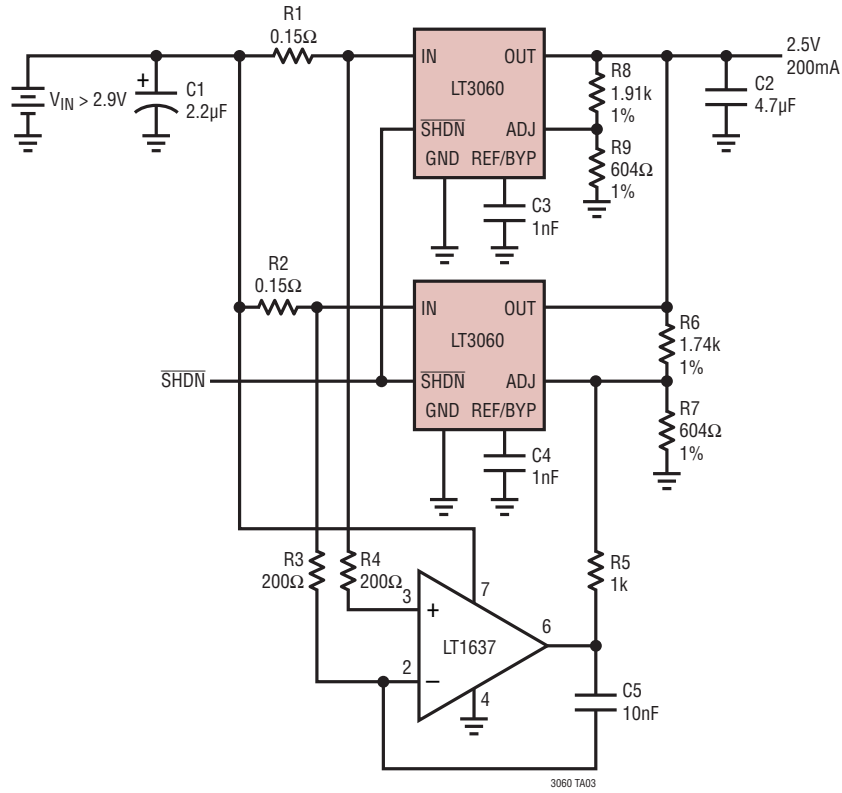 R1
0.15Ω
IN
OUT
2.5V
200mA
R8
1.91k
1%
+
C1
2.2µF
VIN > 2.9V
LT3060
C2
4.7µF
SHDN
ADJ
R9
604Ω
1%
GND
REF/BYP
C3
1nF
R2
0.15Ω
IN
OUT
R6
1.74k
1%
LT3060
SHDN
SHDN
ADJ
GND
REF/BYP
R7
604Ω
1%
C4
1nF
R3
200Ω
R4
200Ω
R5
1k
3
+
7
6
LT1637
2
–
4
C5
10nF
3060 TA03